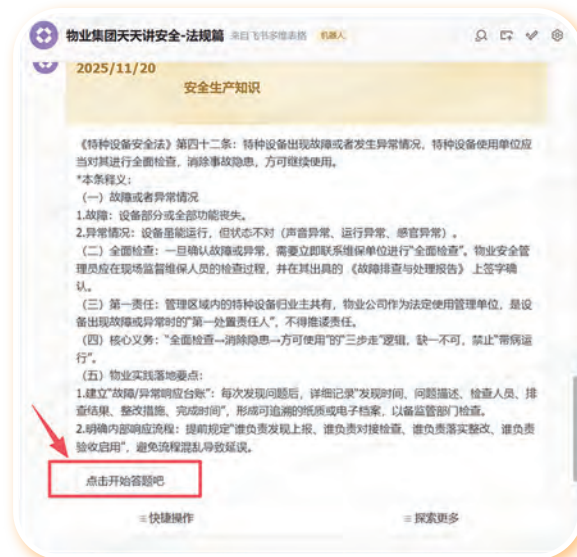 物业集团天天讲安全-法规篇 来自飞书多维表格 机器人
2025/11/20
安全生产知识
《特种设备安全法》第四十二条：特种设备出现故障或者发生异常情况，特种设备使用单位应
当对其进行全面检查，消除事故隐患，方可继续使用。
*本条释义：
（一）故障或者异常情况
1.故障：设备部分或全部功能丧失。
2.异常情况：设备虽能运行，但状态不对（声音异常、运行异常、感官异常）。
（二）全面检查：一旦确认故障或异常，需要立即联系维保单位进行"全面检查"。物业安全管
理员应在现场监督维保人员的检查过程，并在其出具的 《故障排查与处理报告》 上签字确
认。
（三）第一责任：管理区域内的特种设备归业主共有，物业公司作为法定使用管理单位，是设
备出现故障或异常时的"第一处置责任人"，不得推诿责任。
（四）核心义务："全面检查→消除隐患→方可使用"的"三步走"逻辑，缺一不可，禁止"带病运
行"。
（五）物业实践落地要点：
1.建立"故障/异常响应台账"：每次发现问题后，详细记录"发现时间、问题描述、检查人员、排
查结果、整改措施、完成时间"，形成可追溯的纸质或电子档案，以备监管部门检查。
2.明确内部响应流程：提前规定"谁负责发现上报、谁负责对接检查、谁负责落实整改、谁负责
验收启用"，避免流程混乱导致延误。
点击开始答题吧
≡快捷操作 ≡探索更多